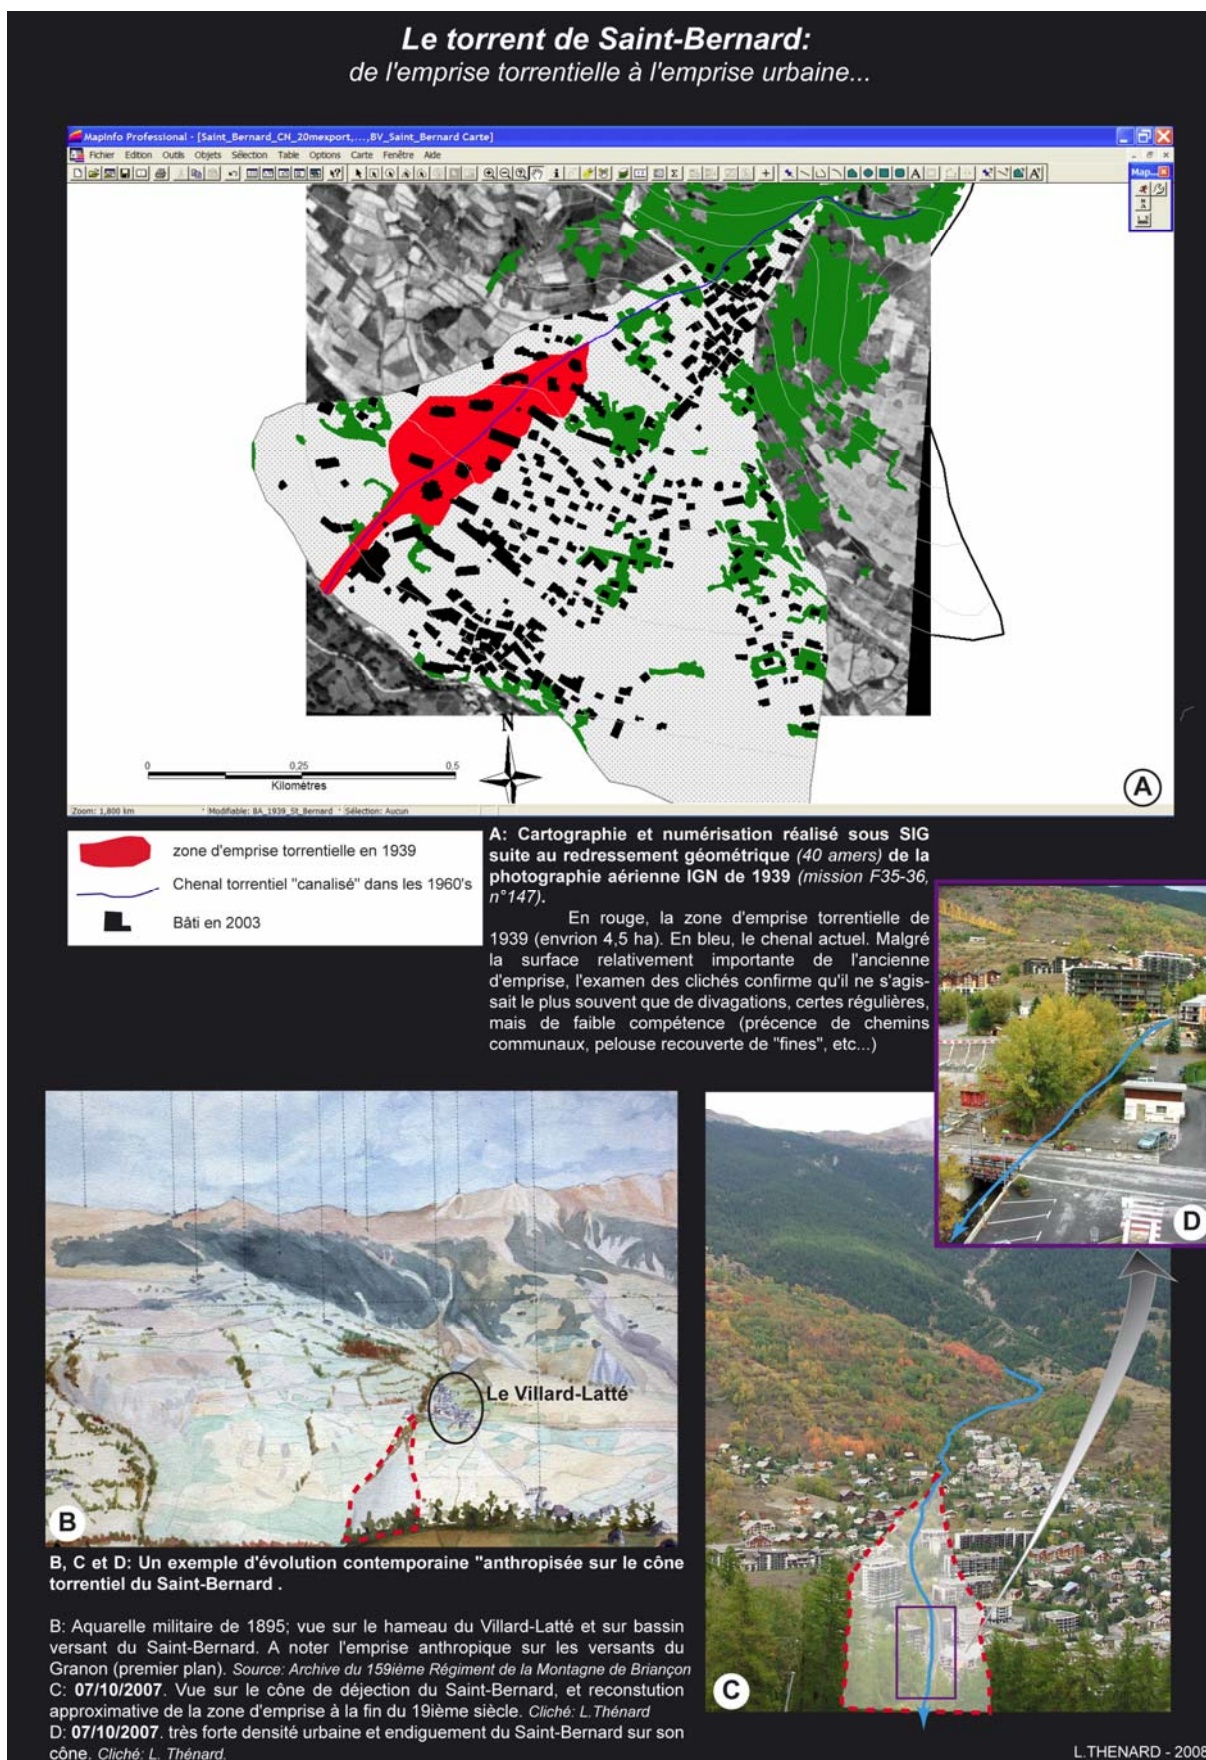 Le torrent de Saint-Bernard:
de l'emprise torrentielle à l'emprise urbaine...
MapInfo Professional - [Saint_Bernard_CN_20mexport,...,BV_Saint_Bernard Carte]
Fichier Edition Outils Objets Sélection Table Options Carte Fenêtre Aide
Map...
N
0 0,25 0,5
Kilomètres
A
Zoom: 1,800 km Modifiable: BA_1939_St_Bernard Sélection: Aucun
zone d'emprise torrentielle en 1939
Chenal torrentiel "canalisé" dans les 1960's
Bâti en 2003
A: Cartographie et numérisation réalisé sous SIG
suite au redressement géométrique (40 amers) de la
photographie aérienne IGN de 1939 (mission F35-36,
n°147).
En rouge, la zone d'emprise torrentielle de
1939 (envrion 4,5 ha). En bleu, le chenal actuel. Malgré
la surface relativement importante de l'ancienne
d'emprise, l'examen des clichés confirme qu'il ne s'agis-
sait le plus souvent que de divagations, certes régulières,
mais de faible compétence (précence de chemins
communaux, pelouse recouverte de "fines", etc...)
D
Le Villard-Latté
B
C
B, C et D: Un exemple d'évolution contemporaine "anthropisée sur le cône
torrentiel du Saint-Bernard .
B: Aquarelle militaire de 1895; vue sur le hameau du Villard-Latté et sur bassin
versant du Saint-Bernard. A noter l'emprise anthropique sur les versants du
Granon (premier plan). Source: Archive du 159ième Régiment de la Montagne de Briançon
C: 07/10/2007. Vue sur le cône de déjection du Saint-Bernard, et reconstution
approximative de la zone d'emprise à la fin du 19ième siècle. Cliché: L.Thénard
D: 07/10/2007. très forte densité urbaine et endiguement du Saint-Bernard sur son
cône. Cliché: L. Thénard.
L.THENARD - 2008